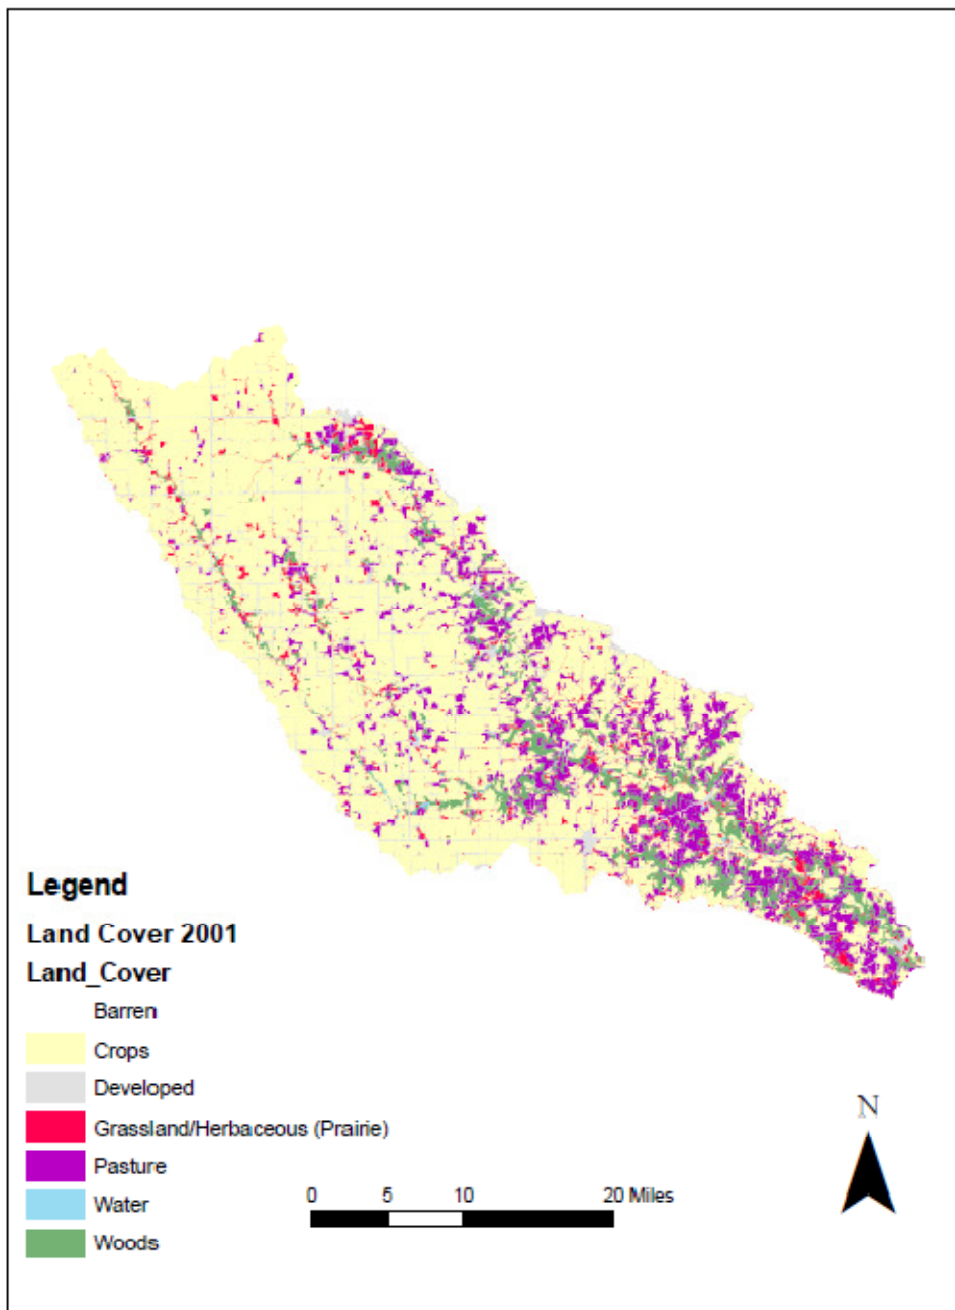 Legend
Land Cover 2001
Land_Cover
Barren
Crops
Developed
Grassland/Herbaceous (Prairie)
Pasture
Water
Woods
0 5 10 20 Miles
N